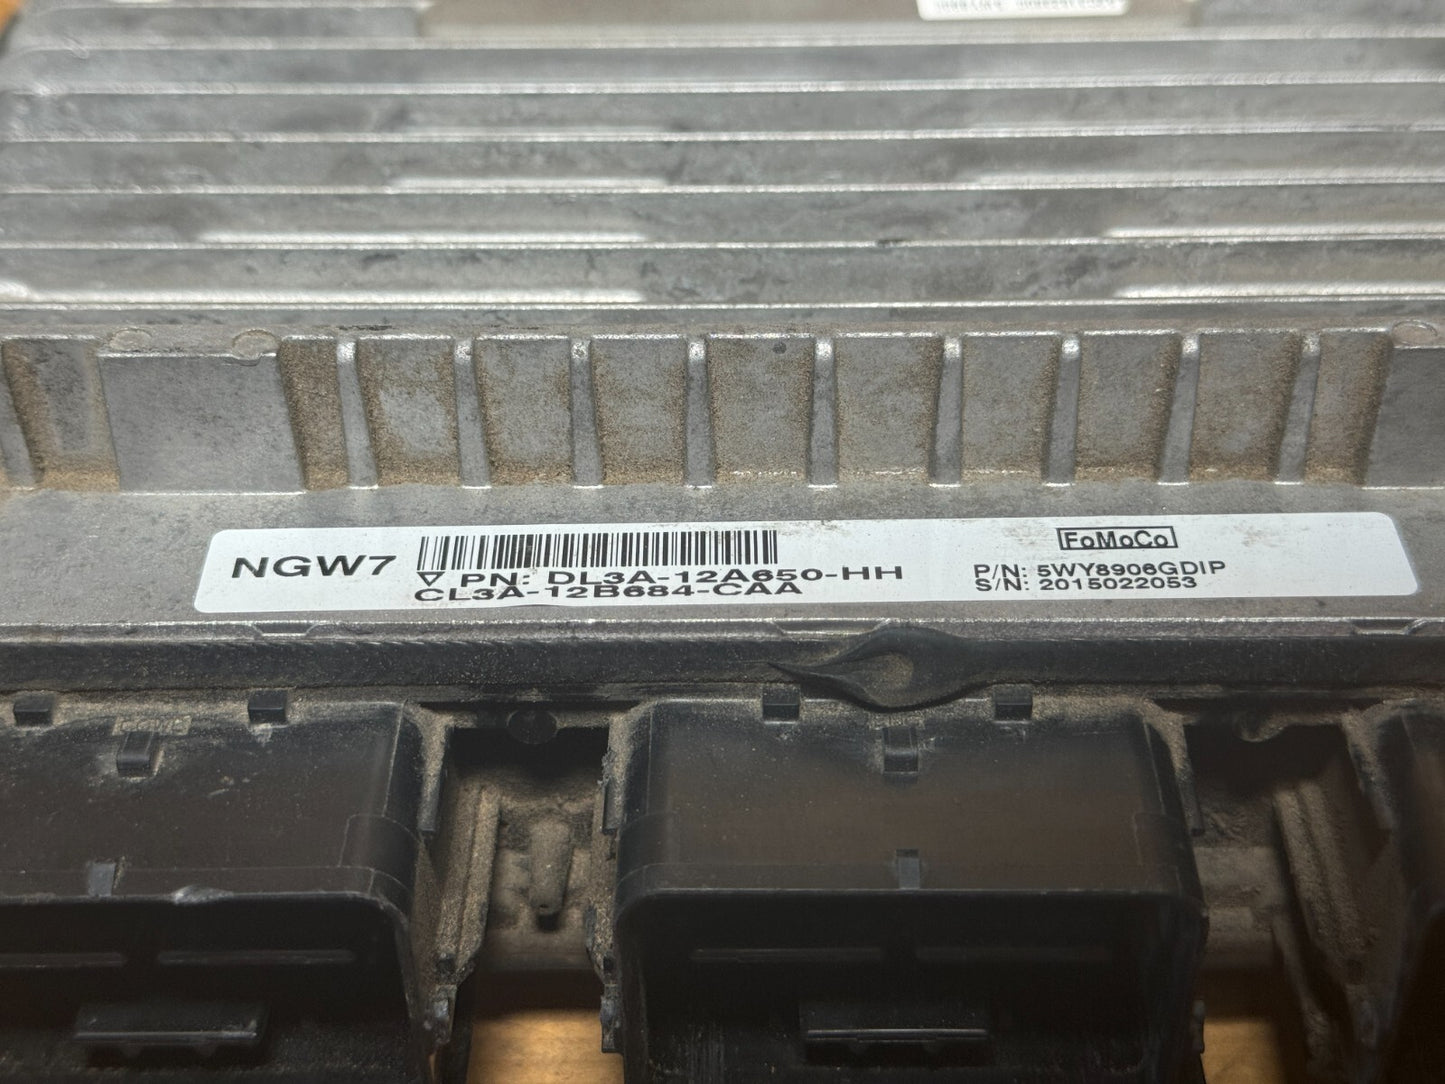 NGW7
▽ PN: DL3A-12A650-HH
CL3A-12B684-CAA
FoMoCo
P/N: 5WY8906GDIP
S/N: 2015022053